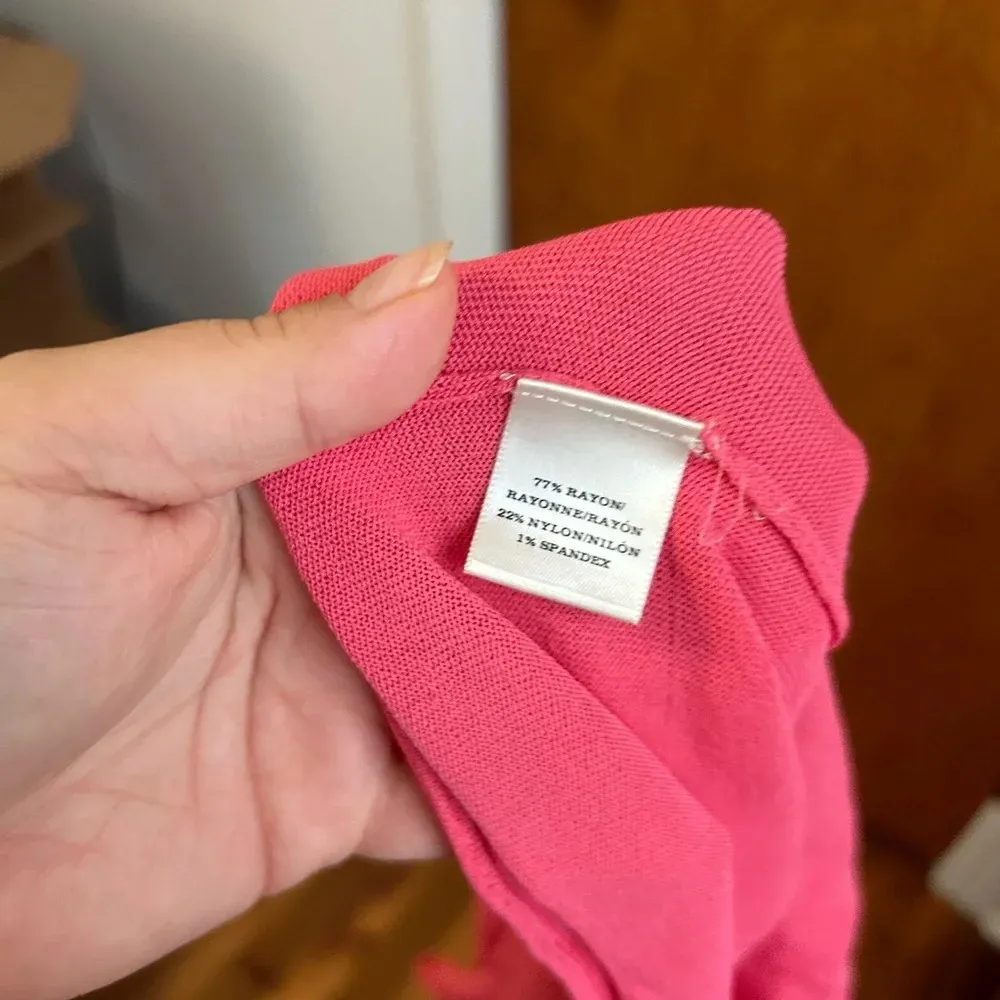 77% RAYON/
RAYONNE/RAYÓN
22% NYLON/NILÓN
1% SPANDEX